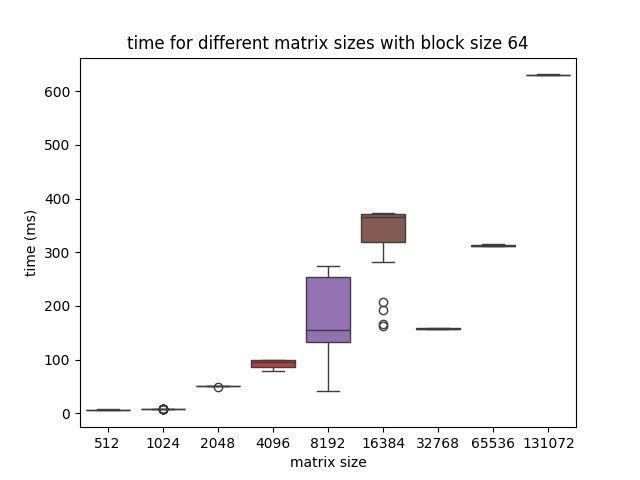 time for different matrix sizes with block size 64
time (ms)
600
500
400
300
200
100
0
512 1024 2048 4096 8192 16384 32768 65536 131072
matrix size